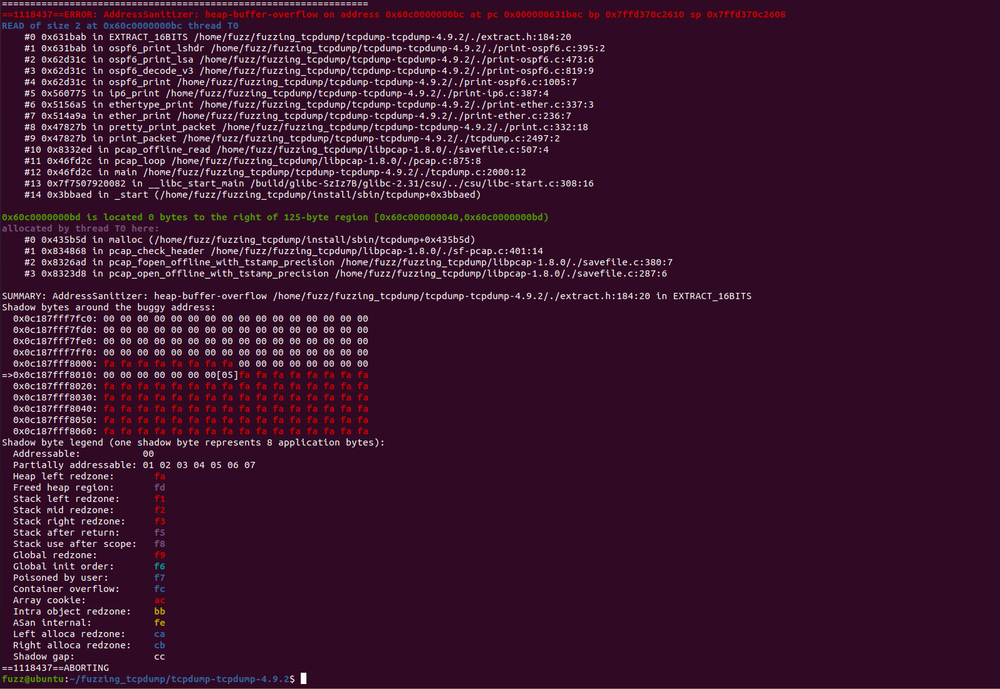 =================================================================
==1118437==ERROR: AddressSanitizer: heap-buffer-overflow on address 0x60c0000000bc at pc 0x000000631bac bp 0x7ffd370c2610 sp 0x7ffd370c2608
READ of size 2 at 0x60c0000000bc thread T0
    #0 0x631bab in EXTRACT_16BITS /home/fuzz/fuzzing_tcpdump/tcpdump-tcpdump-4.9.2/./extract.h:184:20
    #1 0x631bab in ospf6_print_lshdr /home/fuzz/fuzzing_tcpdump/tcpdump-tcpdump-4.9.2/./print-ospf6.c:395:2
    #2 0x62d31c in ospf6_print_lsa /home/fuzz/fuzzing_tcpdump/tcpdump-tcpdump-4.9.2/./print-ospf6.c:473:6
    #3 0x62d31c in ospf6_decode_v3 /home/fuzz/fuzzing_tcpdump/tcpdump-tcpdump-4.9.2/./print-ospf6.c:819:9
    #4 0x62d31c in ospf6_print /home/fuzz/fuzzing_tcpdump/tcpdump-tcpdump-4.9.2/./print-ospf6.c:1005:7
    #5 0x560775 in ip6_print /home/fuzz/fuzzing_tcpdump/tcpdump-tcpdump-4.9.2/./print-ip6.c:387:4
    #6 0x5156a5 in ethertype_print /home/fuzz/fuzzing_tcpdump/tcpdump-tcpdump-4.9.2/./print-ether.c:337:3
    #7 0x514a9a in ether_print /home/fuzz/fuzzing_tcpdump/tcpdump-tcpdump-4.9.2/./print-ether.c:236:7
    #8 0x47827b in pretty_print_packet /home/fuzz/fuzzing_tcpdump/tcpdump-tcpdump-4.9.2/./print.c:332:18
    #9 0x47827b in print_packet /home/fuzz/fuzzing_tcpdump/tcpdump-tcpdump-4.9.2/./tcpdump.c:2497:2
    #10 0x8332ed in pcap_offline_read /home/fuzz/fuzzing_tcpdump/libpcap-1.8.0/./savefile.c:507:4
    #11 0x46fd2c in pcap_loop /home/fuzz/fuzzing_tcpdump/libpcap-1.8.0/./pcap.c:875:8
    #12 0x46fd2c in main /home/fuzz/fuzzing_tcpdump/tcpdump-tcpdump-4.9.2/./tcpdump.c:2000:12
    #13 0x7f7507920082 in __libc_start_main /build/glibc-SzIz7B/glibc-2.31/csu/../csu/libc-start.c:308:16
    #14 0x3bbaed in _start (/home/fuzz/fuzzing_tcpdump/install/sbin/tcpdump+0x3bbaed)

0x60c0000000bd is located 0 bytes to the right of 125-byte region [0x60c000000040,0x60c0000000bd)
allocated by thread T0 here:
    #0 0x435b5d in malloc (/home/fuzz/fuzzing_tcpdump/install/sbin/tcpdump+0x435b5d)
    #1 0x834868 in pcap_check_header /home/fuzz/fuzzing_tcpdump/libpcap-1.8.0/./sf-pcap.c:401:14
    #2 0x8326ad in pcap_fopen_offline_with_tstamp_precision /home/fuzz/fuzzing_tcpdump/libpcap-1.8.0/./savefile.c:380:7
    #3 0x8323d8 in pcap_open_offline_with_tstamp_precision /home/fuzz/fuzzing_tcpdump/libpcap-1.8.0/./savefile.c:287:6

SUMMARY: AddressSanitizer: heap-buffer-overflow /home/fuzz/fuzzing_tcpdump/tcpdump-tcpdump-4.9.2/./extract.h:184:20 in EXTRACT_16BITS
Shadow bytes around the buggy address:
  0x0c187fff7fc0: 00 00 00 00 00 00 00 00 00 00 00 00 00 00 00 00
  0x0c187fff7fd0: 00 00 00 00 00 00 00 00 00 00 00 00 00 00 00 00
  0x0c187fff7fe0: 00 00 00 00 00 00 00 00 00 00 00 00 00 00 00 00
  0x0c187fff7ff0: 00 00 00 00 00 00 00 00 00 00 00 00 00 00 00 00
  0x0c187fff8000: fa fa fa fa fa fa fa fa 00 00 00 00 00 00 00 00
=>0x0c187fff8010: 00 00 00 00 00 00 00[05]fa fa fa fa fa fa fa fa
  0x0c187fff8020: fa fa fa fa fa fa fa fa fa fa fa fa fa fa fa fa
  0x0c187fff8030: fa fa fa fa fa fa fa fa fa fa fa fa fa fa fa fa
  0x0c187fff8040: fa fa fa fa fa fa fa fa fa fa fa fa fa fa fa fa
  0x0c187fff8050: fa fa fa fa fa fa fa fa fa fa fa fa fa fa fa fa
  0x0c187fff8060: fa fa fa fa fa fa fa fa fa fa fa fa fa fa fa fa
Shadow byte legend (one shadow byte represents 8 application bytes):
  Addressable:           00
  Partially addressable: 01 02 03 04 05 06 07
  Heap left redzone:       fa
  Freed heap region:       fd
  Stack left redzone:      f1
  Stack mid redzone:       f2
  Stack right redzone:     f3
  Stack after return:      f5
  Stack use after scope:   f8
  Global redzone:          f9
  Global init order:       f6
  Poisoned by user:        f7
  Container overflow:      fc
  Array cookie:            ac
  Intra object redzone:    bb
  ASan internal:           fe
  Left alloca redzone:     ca
  Right alloca redzone:    cb
  Shadow gap:              cc
==1118437==ABORTING
fuzz@ubuntu:~/fuzzing_tcpdump/tcpdump-tcpdump-4.9.2$